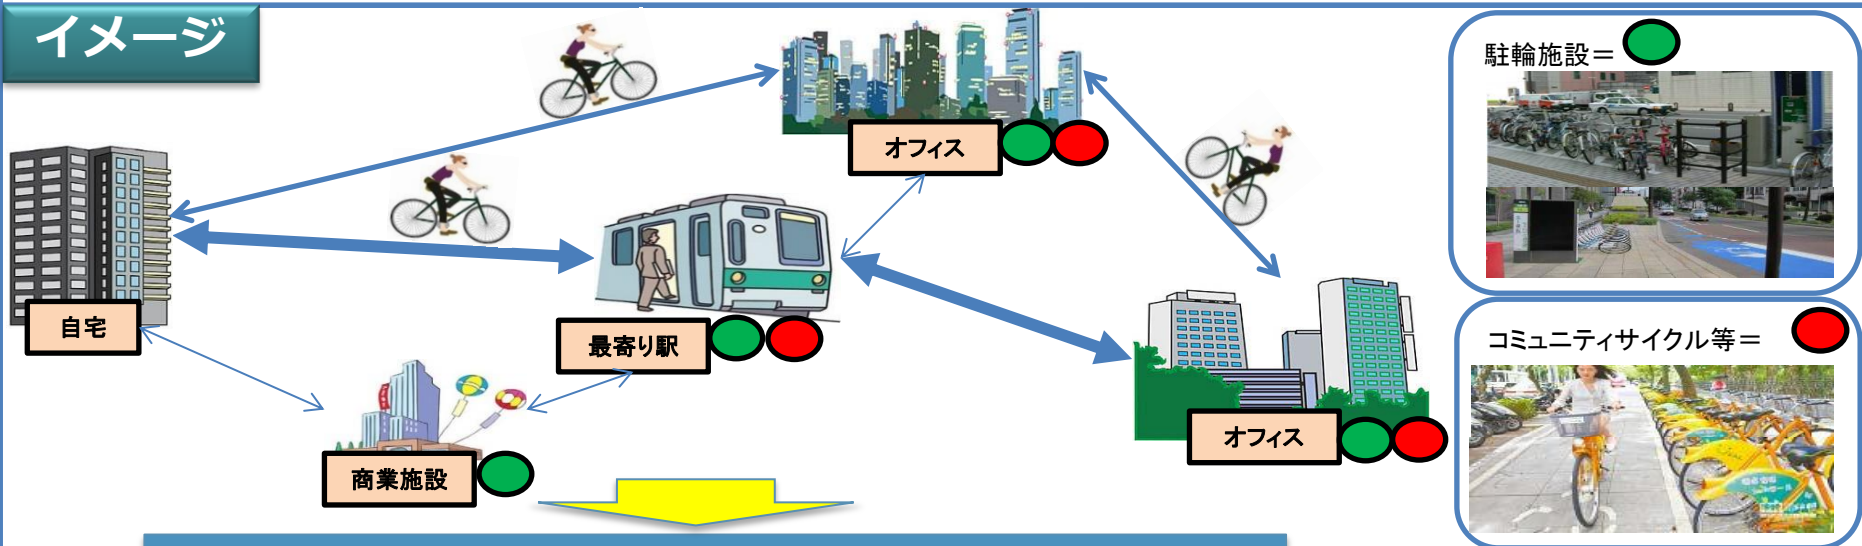 イメージ
駐輪施設＝
オフィス
自宅
最寄り駅
コミュニティサイクル等＝
オフィス
商業施設